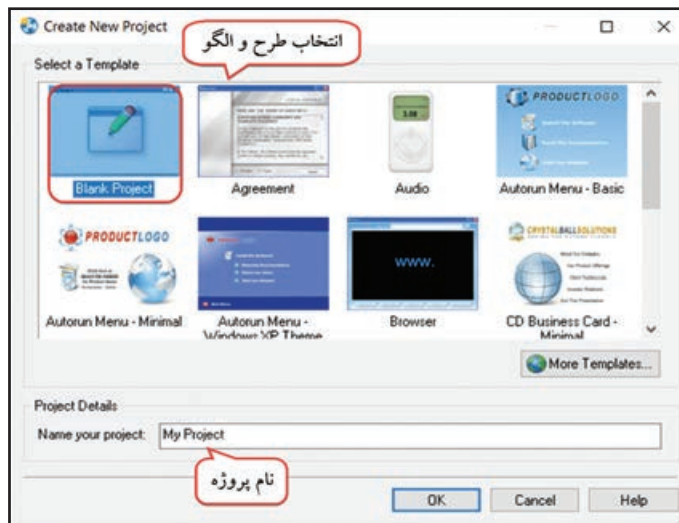 Create New Project
انتخاب طرح و الگو
Select a Template
PRODUCTLOGO
3.08
Blank Project
Agreement
Audio
Autorun Menu - Basic
PRODUCTLOGO
www.
CRYSTALBALLSOLUTIONS
Autorun Menu - Minimal
Autorun Menu -
Windows XP Theme
Browser
CD Business Card -
Minimal
More Templates...
Project Details
Name your project:
My Project
نام پروژه
OK
Cancel
Help